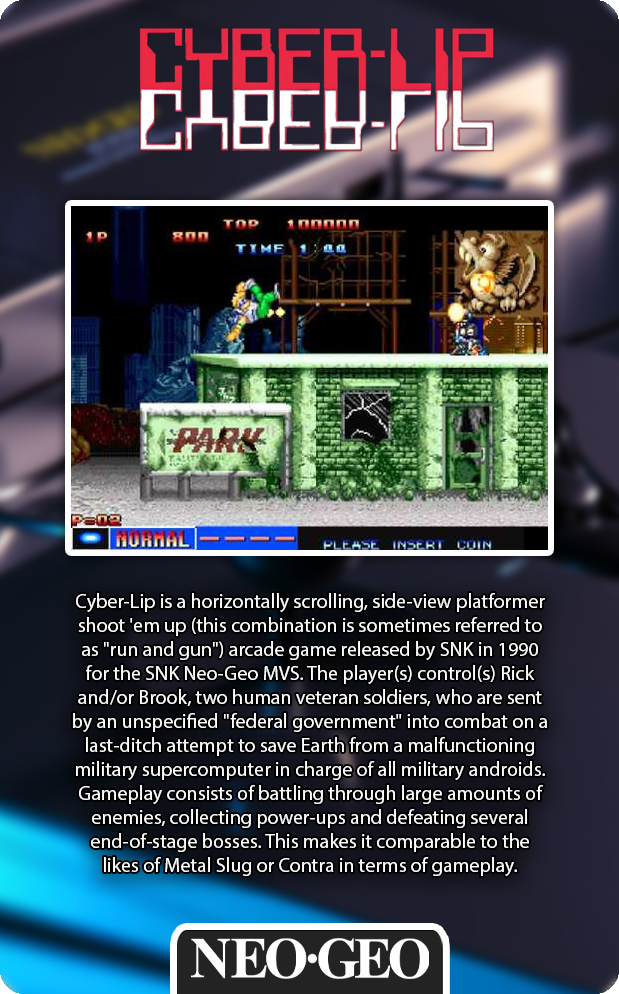 CYBER-LIP
TOP 100000
1P 800
TIME 1:00
PARK
P=02
NORMAL
PLEASE INSERT COIN
Cyber-Lip is a horizontally scrolling, side-view platformer
shoot 'em up (this combination is sometimes referred to
as "run and gun") arcade game released by SNK in 1990
for the SNK Neo-Geo MVS. The player(s) control(s) Rick
and/or Brook, two human veteran soldiers, who are sent
by an unspecified "federal government" into combat on a
last-ditch attempt to save Earth from a malfunctioning
military supercomputer in charge of all military androids.
Gameplay consists of battling through large amounts of
enemies, collecting power-ups and defeating several
end-of-stage bosses. This makes it comparable to the
likes of Metal Slug or Contra in terms of gameplay.
NEO•GEO